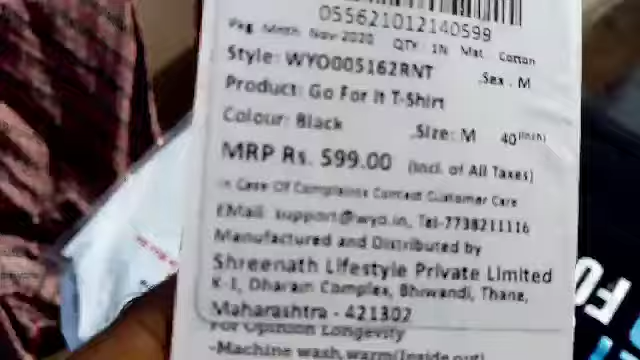 055621012140599
Pkg. Mnth Nov-2020 QTY: 1N Mat. Cotton
Style: WYO005162RNT Sex. M
Product: Go For It T-Shirt
Colour: Black Size: M 40(Inch)
MRP Rs. 599.00 (Incl. of All Taxes)
In Case Of Complaints Contact Customer Care
EMail: support@wyo.in, Tel-7738211116
Manufactured and Distributed by
Shreenath Lifestyle Private Limited
K-1, Dharam Complex, Bhiwandi, Thane,
Maharashtra - 421302
For Opinion Longevity
-Machine wash warm(Inside out)
FO